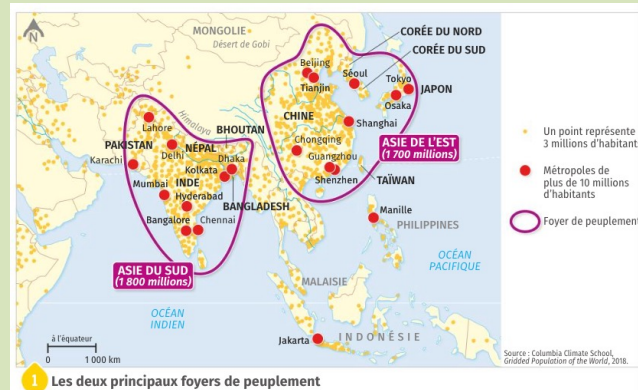 N
MONGOLIE
Désert de Gobi
CORÉE DU NORD
CORÉE DU SUD
Beijing
Tianjin
Séoul
Tokyo
JAPON
Osaka
CHINE
Shanghai
Himalaya
Lahore
BHOUTAN
Chongqing
ASIE DE L'EST
(1 700 millions)
PAKISTAN
NÉPAL
Delhi
Dhaka
Guangzhou
Karachi
Kolkata
Shenzhen
TAÏWAN
Mumbai
INDE
Hyderabad
BANGLADESH
Bangalore
Chennai
Manille
PHILIPPINES
ASIE DU SUD
(1 800 millions)
OCÉAN
PACIFIQUE
MALAISIE
OCÉAN
INDIEN
Jakarta
INDONÉSIE
à l'équateur
0
1 000 km
Un point représente
3 millions d'habitants
Métropoles de
plus de 10 millions
d'habitants
Foyer de peuplement
Source : Columbia Climate School,
Gridded Population of the World, 2018.
1 Les deux principaux foyers de peuplement